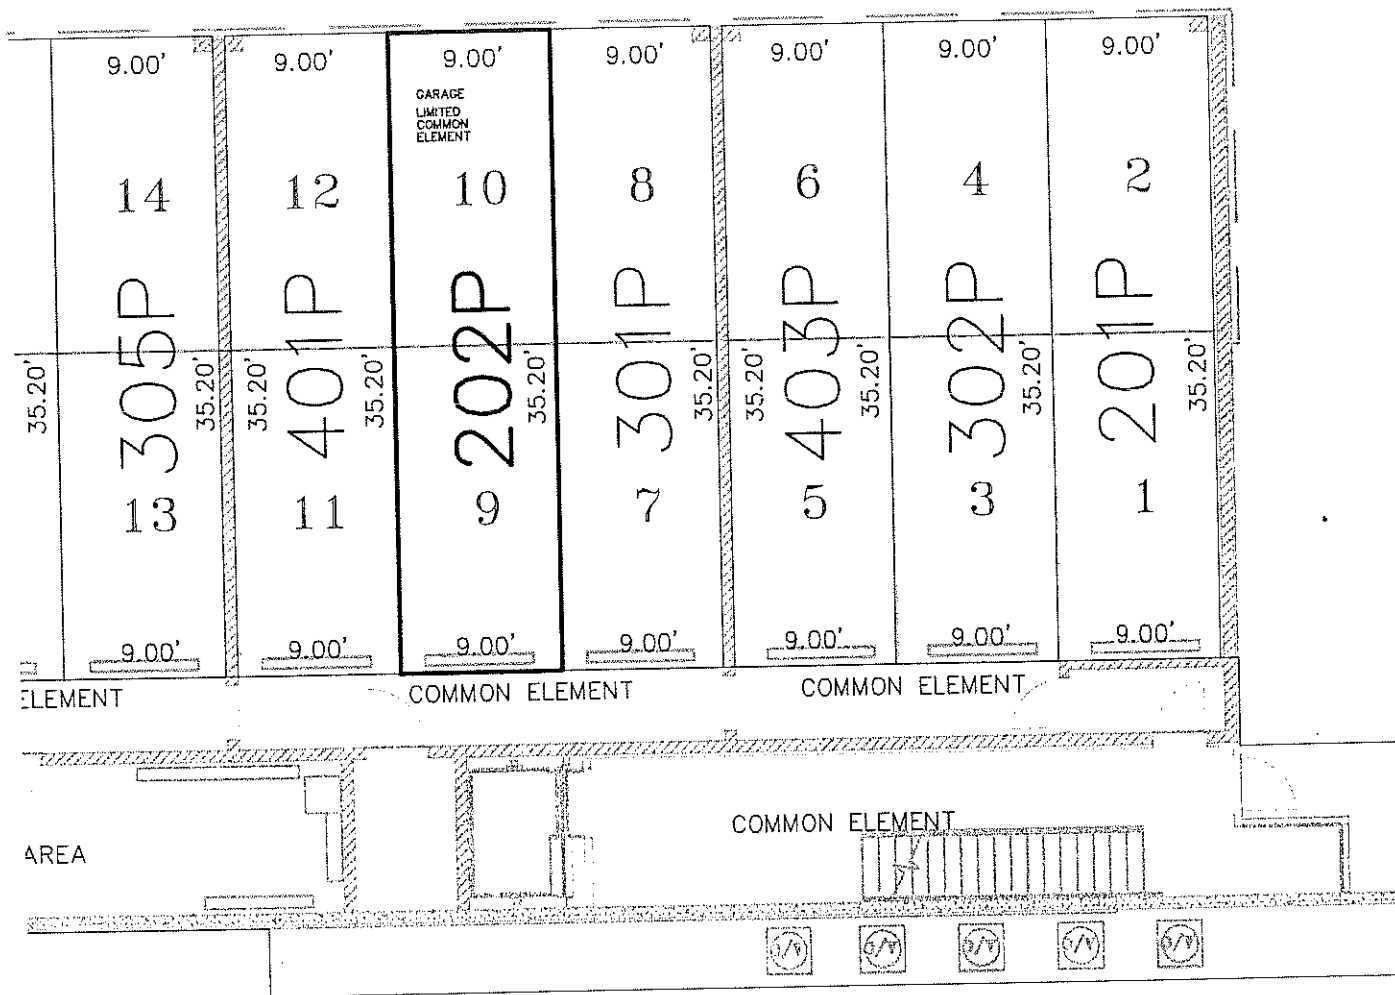 9.00' 9.00' 9.00' 9.00' 9.00' 9.00' 9.00'
GARAGE
LIMITED
COMMON
ELEMENT
14 12 10 8 6 4 2
305P 401P 202P 301P 403P 302P 201P
35.20' 35.20' 35.20' 35.20' 35.20' 35.20' 35.20' 35.20' 35.20' 35.20'
13 11 9 7 5 3 1
9.00' 9.00' 9.00' 9.00' 9.00' 9.00' 9.00'
ELEMENT COMMON ELEMENT COMMON ELEMENT
COMMON ELEMENT
AREA